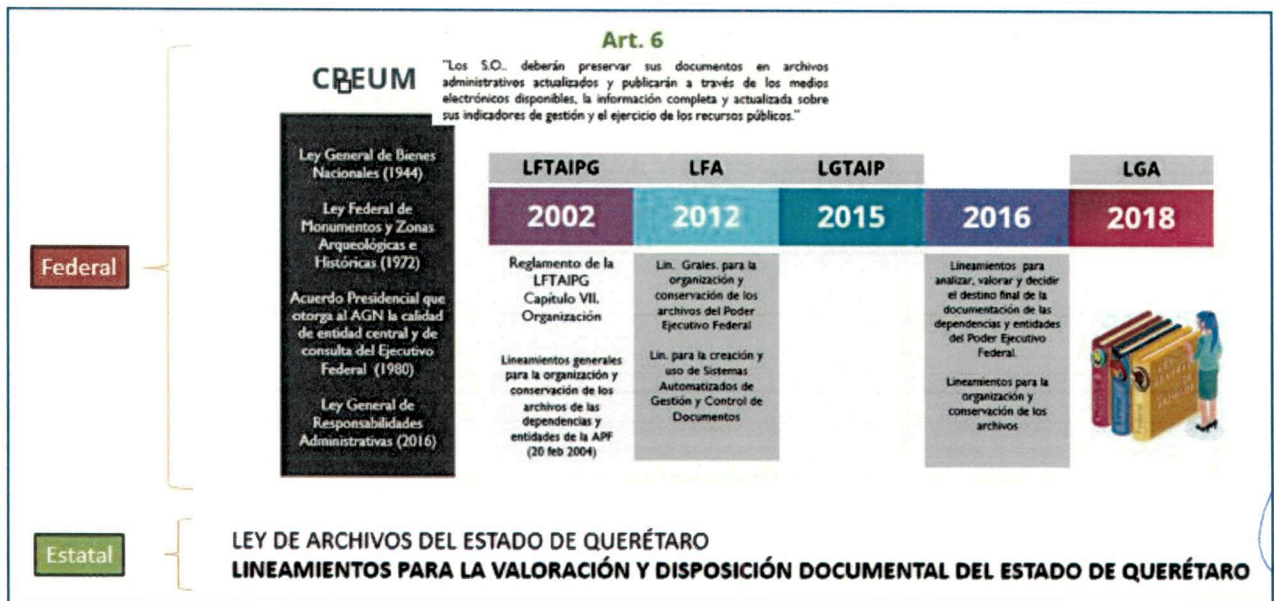 Art. 6
CPEUM
"Los S.O.. deberán preservar sus documentos en archivos
administrativos actualizados y publicarán a través de los medios
electrónicos disponibles, la información completa y actualizada sobre
sus indicadores de gestión y el ejercicio de los recursos públicos."
Federal
Ley General de Bienes
Nacionales (1944)
Ley Federal de
Monumentos y Zonas
Arqueológicas e
Históricas (1972)
Acuerdo Presidencial que
otorga al AGN la calidad
de entidad central y de
consulta del Ejecutivo
Federal (1980)
Ley General de
Responsabilidades
Administrativas (2016)
LFTAIPG
2002
Reglamento de la
LFTAIPG
Capítulo VII.
Organización
Lineamientos generales
para la organización y
conservación de los
archivos de las
dependencias y
entidades de la APF
(20 feb 2004)
LFA
2012
Lin. Grales. para la
organización y
conservación de los
archivos del Poder
Ejecutivo Federal
Lin. para la creación y
uso de Sistemas
Automatizados de
Gestión y Control de
Documentos
LGTAIP
2015
2016
Lineamientos para
analizar, valorar y decidir
el destino final de la
documentación de las
dependencias y entidades
del Poder Ejecutivo
Federal.
Lineamientos para la
organización y
conservación de los
archivos
LGA
2018
Estatal
LEY DE ARCHIVOS DEL ESTADO DE QUERÉTARO
LINEAMIENTOS PARA LA VALORACIÓN Y DISPOSICIÓN DOCUMENTAL DEL ESTADO DE QUERÉTARO